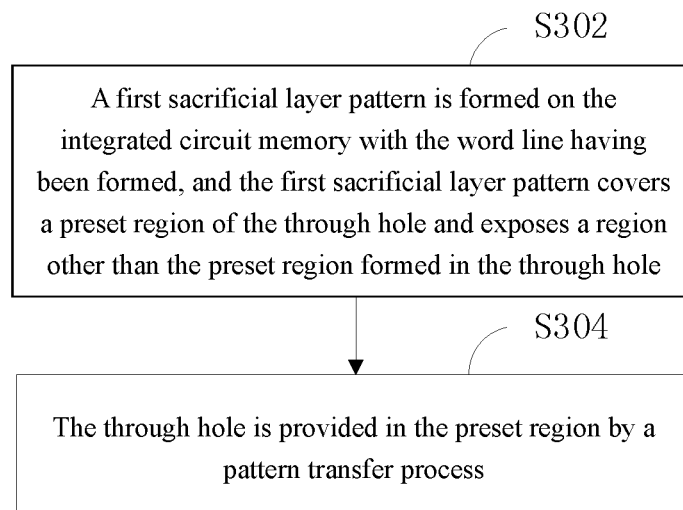 S302
A first sacrificial layer pattern is formed on the
integrated circuit memory with the word line having
been formed, and the first sacrificial layer pattern covers
a preset region of the through hole and exposes a region
other than the preset region formed in the through hole
S304
The through hole is provided in the preset region by a
pattern transfer process